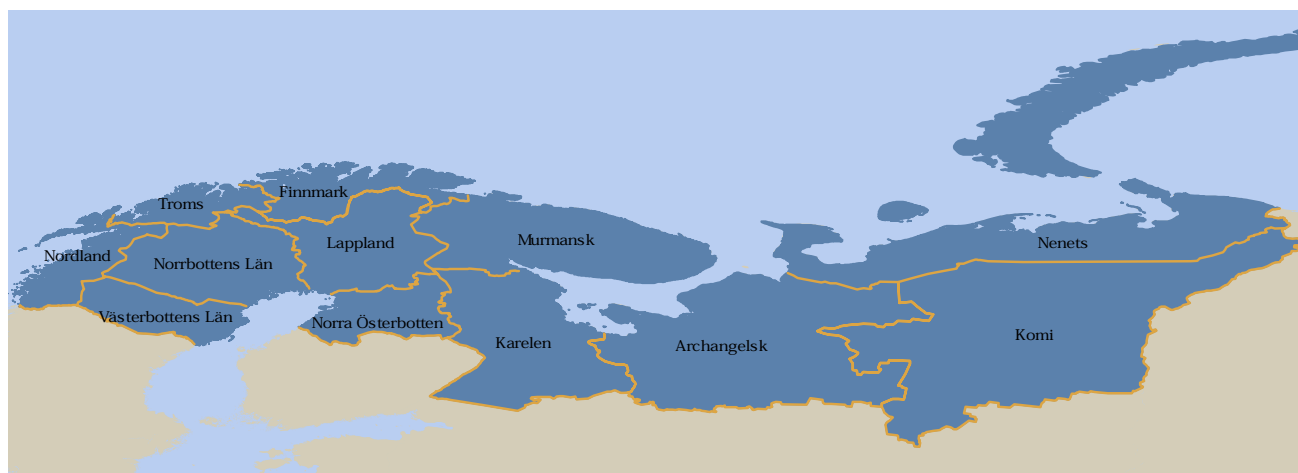 Finnmark
Troms
Murmansk
Lappland
Nenets
Nordland
Norrbottens Län
Västerbottens Län
Norra Österbotten
Komi
Karelen
Archangelsk